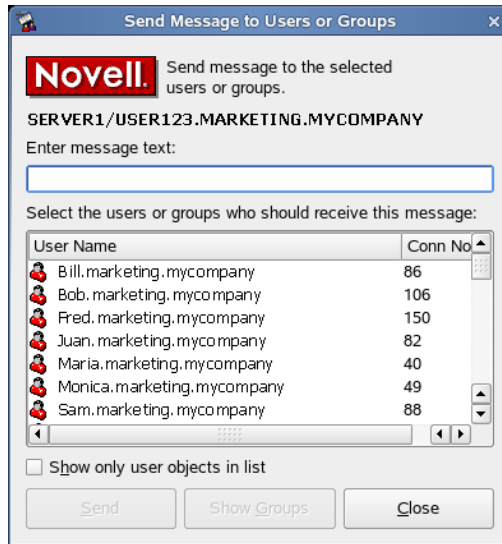 Send Message to Users or Groups
Novell.
Send message to the selected
users or groups.
SERVER1/USER123.MARKETING.MYCOMPANY
Enter message text:
Select the users or groups who should receive this message:
User Name Conn No
Bill.marketing.mycompany 86
Bob.marketing.mycompany 106
Fred.marketing.mycompany 150
Juan.marketing.mycompany 82
Maria.marketing.mycompany 40
Monica.marketing.mycompany 49
Sam.marketing.mycompany 88
Show only user objects in list
Send Show Groups Close